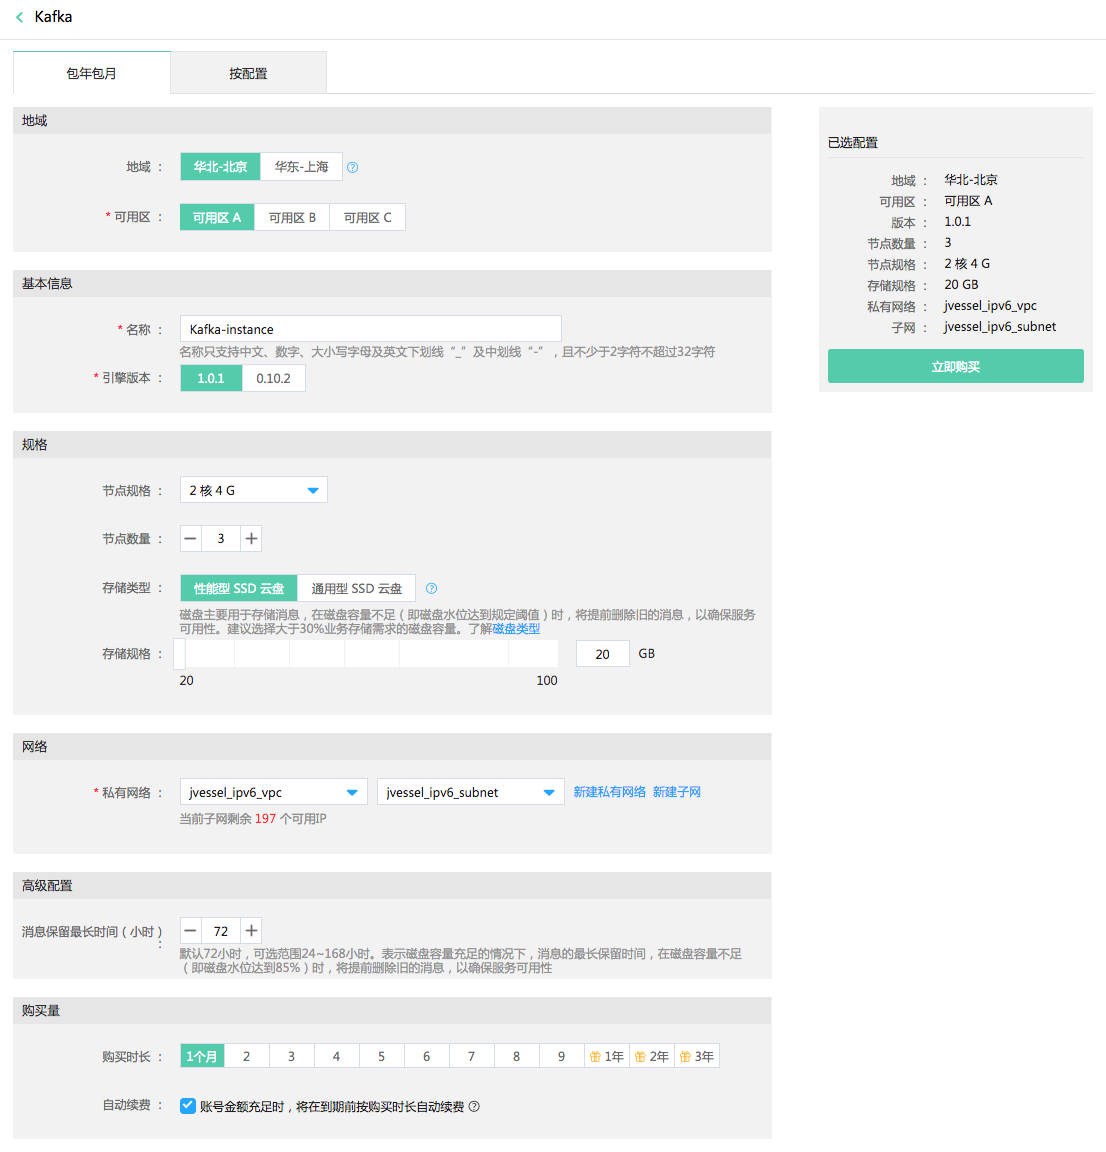 Kafka
包年包月
按配置
地域
地域 ：
华北-北京
华东-上海
* 可用区 ：
可用区 A
可用区 B
可用区 C
基本信息
* 名称 ：
Kafka-instance
名称只支持中文、数字、大小写字母及英文下划线“_”及中划线“-”，且不少于2字符不超过32字符
* 引擎版本 ：
1.0.1
0.10.2
规格
节点规格 ：
2 核 4 G
节点数量 ：
3
存储类型 ：
性能型 SSD 云盘
通用型 SSD 云盘
磁盘主要用于存储消息，在磁盘容量不足（即磁盘水位达到规定阈值）时，将提前删除旧的消息，以确保服务
可用性。建议选择大于30%业务存储需求的磁盘容量。了解磁盘类型
存储规格 ：
20
GB
20
100
网络
* 私有网络 ：
jvessel_ipv6_vpc
jvessel_ipv6_subnet
新建私有网络 新建子网
当前子网剩余 197 个可用IP
高级配置
消息保留最长时间（小时）
：
72
默认72小时，可选范围24~168小时。表示磁盘容量充足的情况下，消息的最长保留时间，在磁盘容量不足
（即磁盘水位达到85%）时，将提前删除旧的消息，以确保服务可用性
购买量
购买时长 ：
1个月
2
3
4
5
6
7
8
9
1年
2年
3年
自动续费 ：
账号金额充足时，将在到期前按购买时长自动续费
已选配置
地域 ： 华北-北京
可用区 ： 可用区 A
版本 ： 1.0.1
节点数量 ： 3
节点规格 ： 2 核 4 G
存储规格 ： 20 GB
私有网络 ： jvessel_ipv6_vpc
子网 ： jvessel_ipv6_subnet
立即购买